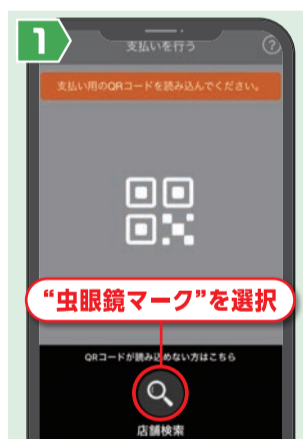 1
支払いを行う
?
支払い用のQRコードを読み込んでください。
“虫眼鏡マーク”を選択
QRコードが読み込めない方はこちら
店舗検索